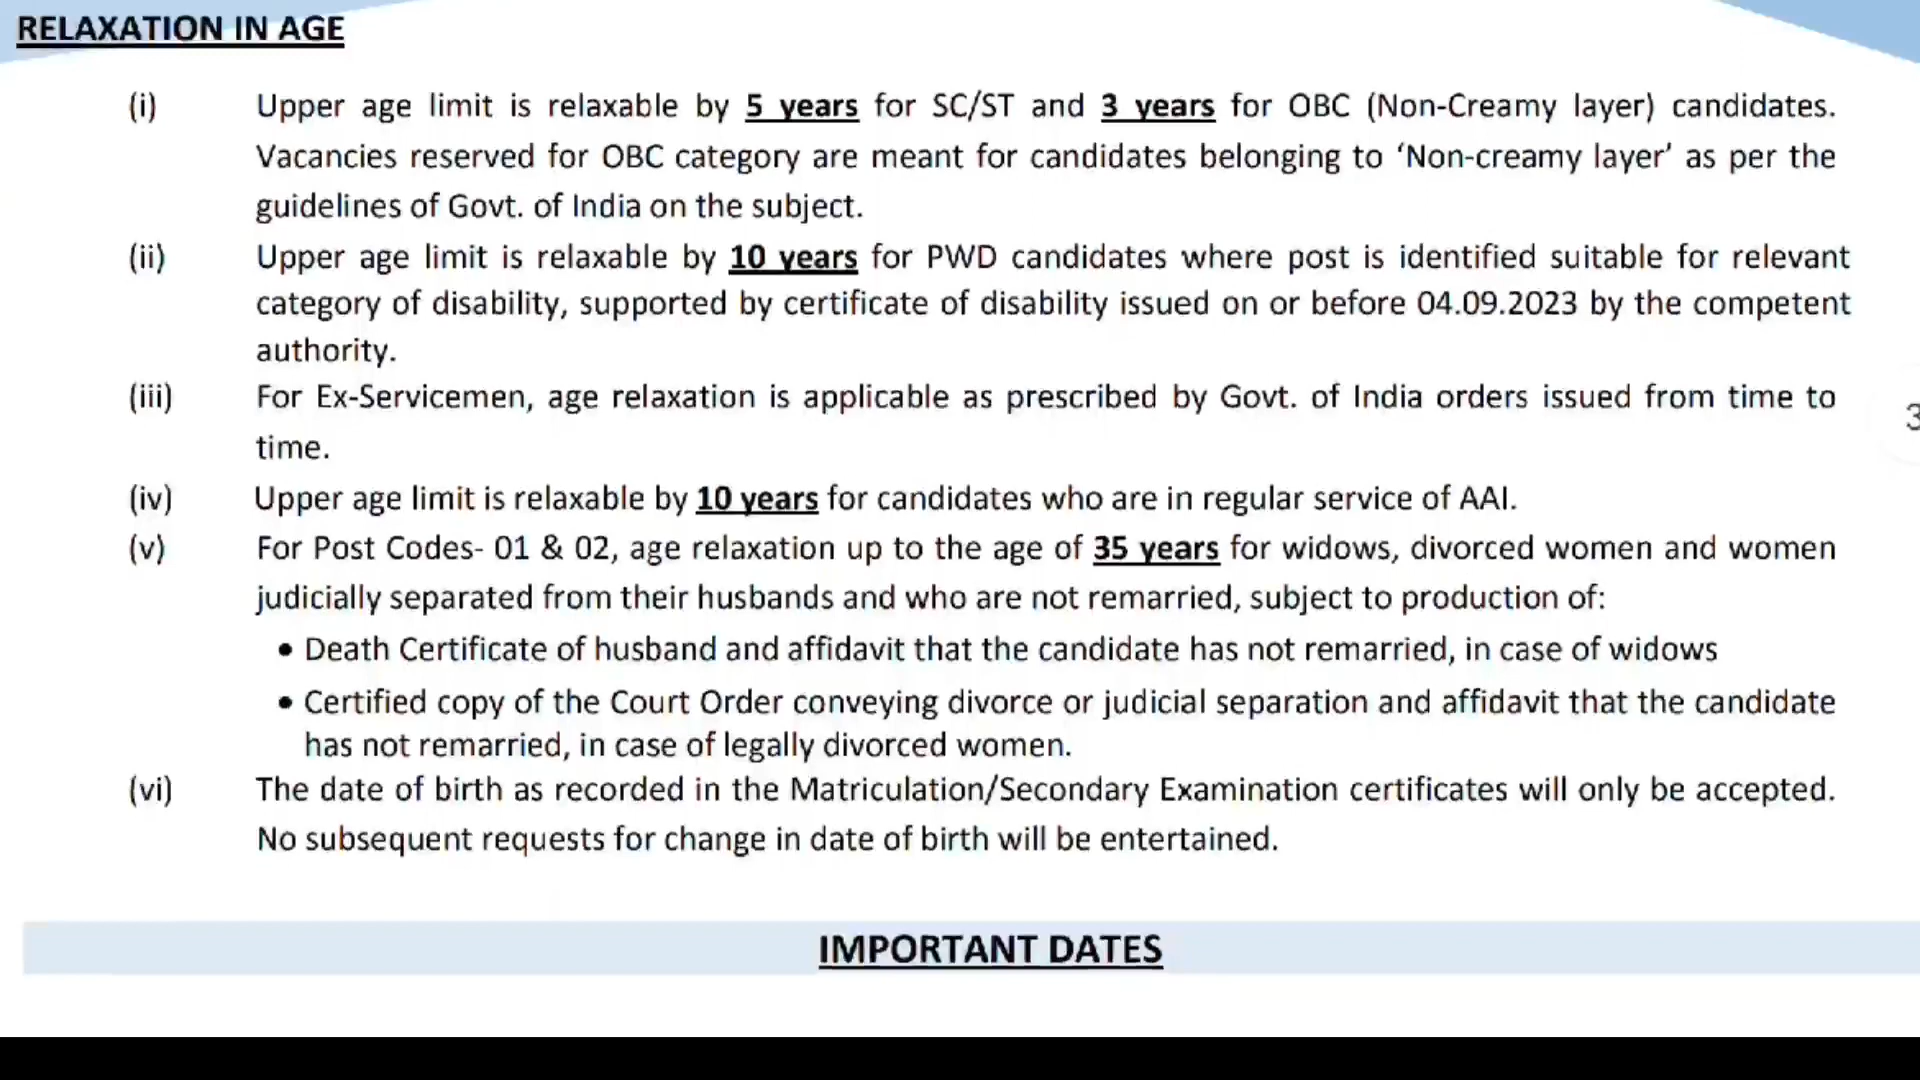 RELAXATION IN AGE
(i) Upper age limit is relaxable by 5 years for SC/ST and 3 years for OBC (Non-Creamy layer) candidates.
Vacancies reserved for OBC category are meant for candidates belonging to ‘Non-creamy layer’ as per the
guidelines of Govt. of India on the subject.
(ii) Upper age limit is relaxable by 10 years for PWD candidates where post is identified suitable for relevant
category of disability, supported by certificate of disability issued on or before 04.09.2023 by the competent
authority.
(iii) For Ex-Servicemen, age relaxation is applicable as prescribed by Govt. of India orders issued from time to
time.
3
(iv) Upper age limit is relaxable by 10 years for candidates who are in regular service of AAI.
(v) For Post Codes- 01 & 02, age relaxation up to the age of 35 years for widows, divorced women and women
judicially separated from their husbands and who are not remarried, subject to production of:
• Death Certificate of husband and affidavit that the candidate has not remarried, in case of widows
• Certified copy of the Court Order conveying divorce or judicial separation and affidavit that the candidate
has not remarried, in case of legally divorced women.
(vi) The date of birth as recorded in the Matriculation/Secondary Examination certificates will only be accepted.
No subsequent requests for change in date of birth will be entertained.
IMPORTANT DATES